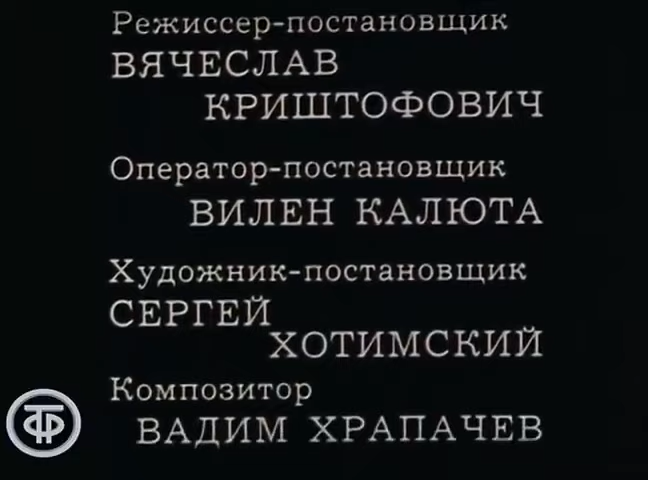 Режиссер-постановщик
ВЯЧЕСЛАВ
КРИШТОФОВИЧ
Оператор-постановщик
ВИЛЕН КАЛЮТА
Художник-постановщик
СЕРГЕЙ
ХОТИМСКИЙ
Композитор
ВАДИМ ХРАПАЧЕВ